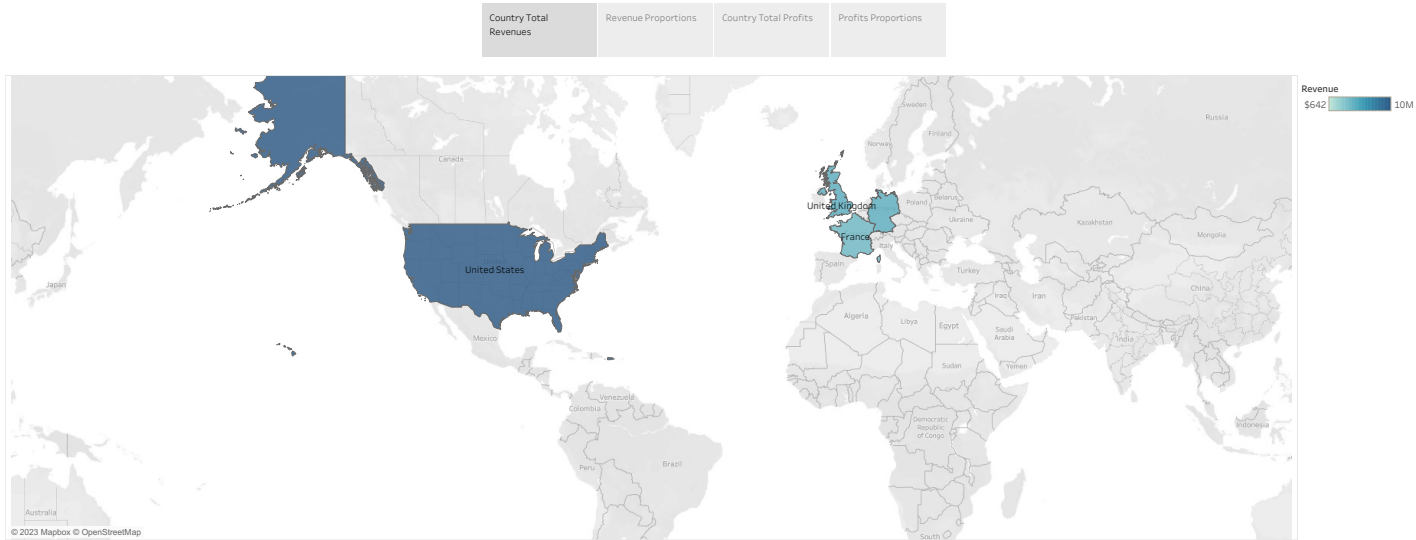 Country Total
Revenues
Revenue Proportions
Country Total Profits
Profits Proportions
Revenue
$642
10M
Sweden
Finland
Russia
Norway
Canada
United Kingdom
Poland
Belarus
Ukraine
Kazakhstan
Mongolia
France
Italy
Spain
Turkey
United States
Japan
China
Iraq
Iran
Algeria
Libya
Egypt
Pakistan
Saudi
Arabia
India
Mexico
Sudan
Yemen
Venezuela
Colombia
Democratic
Republic
of Congo
Indonesia
Peru
Brazil
Australia
South
© 2023 Mapbox © OpenStreetMap